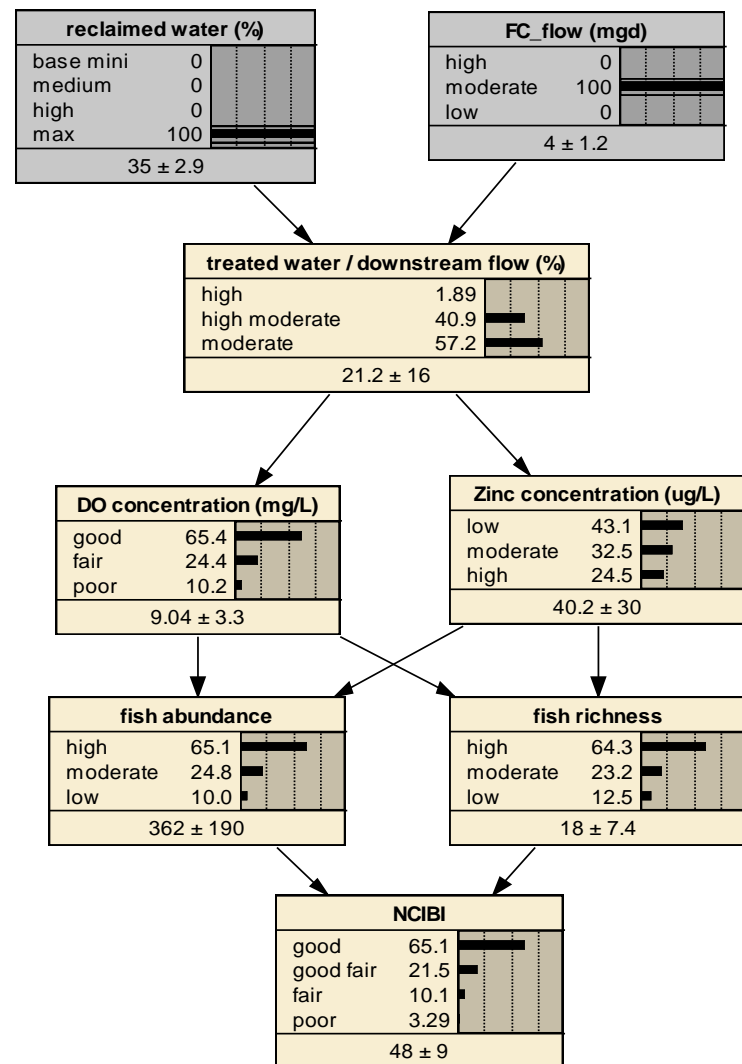 reclaimed water (%)
base mini 0
medium 0
high 0
max 100
35 ± 2.9
FC_flow (mgd)
high 0
moderate 100
low 0
4 ± 1.2
treated water / downstream flow (%)
high 1.89
high moderate 40.9
moderate 57.2
21.2 ± 16
DO concentration (mg/L)
good 65.4
fair 24.4
poor 10.2
9.04 ± 3.3
Zinc concentration (ug/L)
low 43.1
moderate 32.5
high 24.5
40.2 ± 30
fish abundance
high 65.1
moderate 24.8
low 10.0
362 ± 190
fish richness
high 64.3
moderate 23.2
low 12.5
18 ± 7.4
NCIBI
good 65.1
good fair 21.5
fair 10.1
poor 3.29
48 ± 9